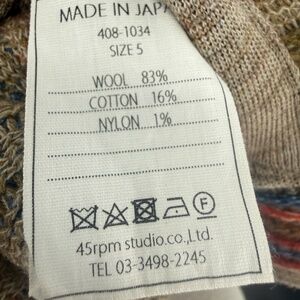 MADE IN JAPA
408-1034
SIZE 5
WOOL 83%
COTTON 16%
NYLON 1%
F
45rpm studio.co.,Ltd.
TEL 03-3498-2245